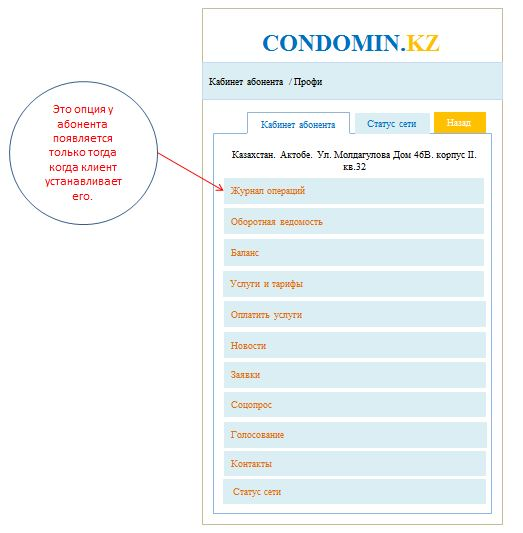 CONDOMIN.KZ
Кабинет абонента / Профи
Это опция у
абонента
появляется
только тогда
когда клиент
устанавливает
его.
Кабинет абонента
Статус сети
Назад
Казахстан. Актобе. Ул. Молдагулова Дом 46В. корпус II.
кв.32
Журнал операций
Оборотная ведомость
Баланс
Услуги и тарифы
Оплатить услуги
Новости
Заявки
Соцопрос
Голосование
Контакты
Статус сети